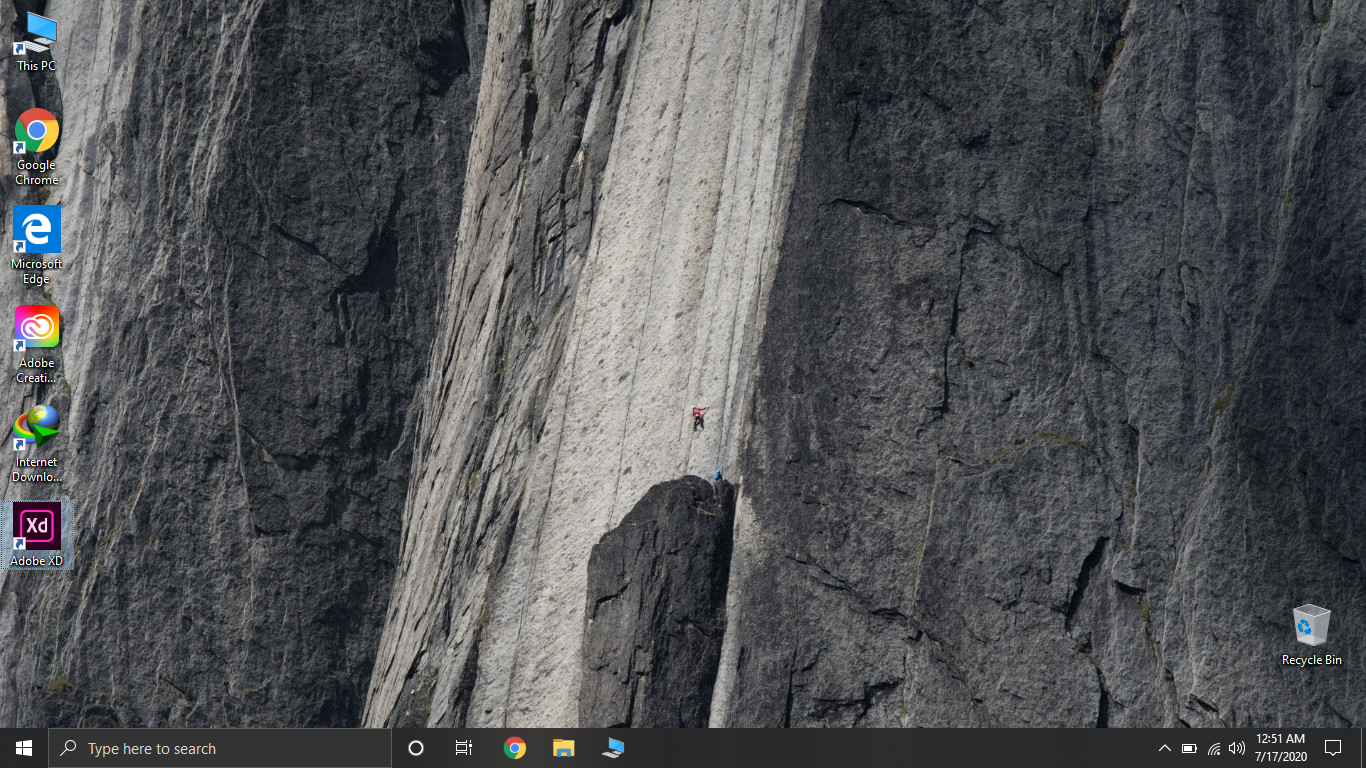 This PC
Google
Chrome
Microsoft
Edge
Adobe
Creati...
Internet
Downlo...
Xd
Adobe XD
Recycle Bin
Type here to search
12:51 AM
7/17/2020